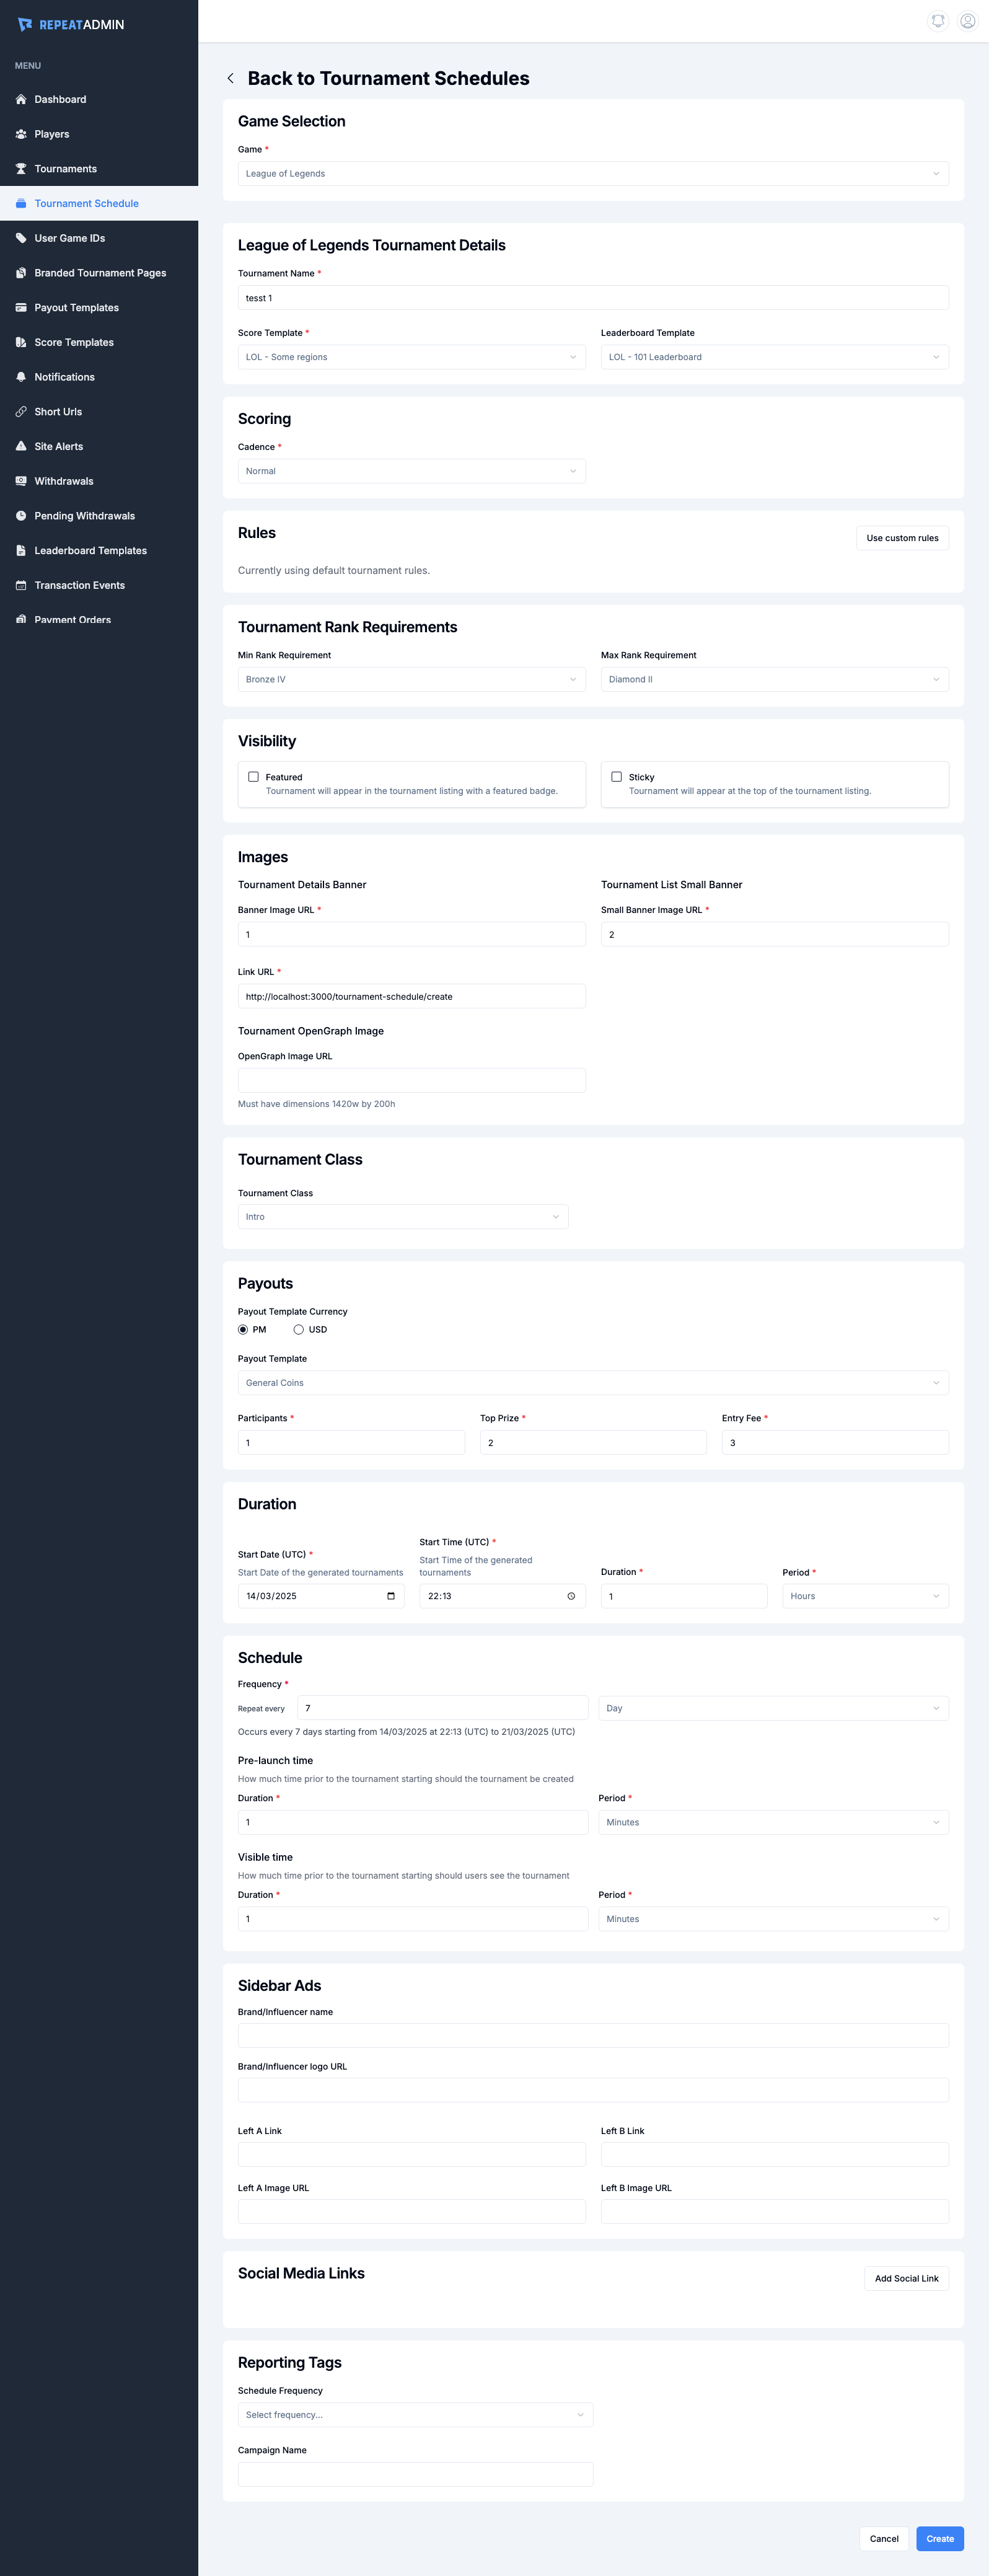 REPEATADMIN
MENU
Dashboard
Players
Tournaments
Tournament Schedule
User Game IDs
Branded Tournament Pages
Payout Templates
Score Templates
Notifications
Short Urls
Site Alerts
Withdrawals
Pending Withdrawals
Leaderboard Templates
Transaction Events
Payment Orders
Back to Tournament Schedules
Game Selection
Game *
League of Legends
League of Legends Tournament Details
Tournament Name *
tesst 1
Score Template * Leaderboard Template
LOL - Some regions LOL - 101 Leaderboard
Scoring
Cadence *
Normal
Rules
Use custom rules
Currently using default tournament rules.
Tournament Rank Requirements
Min Rank Requirement Max Rank Requirement
Bronze IV Diamond II
Visibility
Featured
Tournament will appear in the tournament listing with a featured badge.
Sticky
Tournament will appear at the top of the tournament listing.
Images
Tournament Details Banner Tournament List Small Banner
Banner Image URL * Small Banner Image URL *
1 2
Link URL *
http://localhost:3000/tournament-schedule/create
Tournament OpenGraph Image
OpenGraph Image URL
Must have dimensions 1420w by 200h
Tournament Class
Tournament Class
Intro
Payouts
Payout Template Currency
PM USD
Payout Template
General Coins
Participants * Top Prize * Entry Fee *
1 2 3
Duration
Start Date (UTC) *
Start Date of the generated tournaments
14/03/2025
Start Time (UTC) *
Start Time of the generated
tournaments
22:13
Duration *
1
Period *
Hours
Schedule
Frequency *
Repeat every 7 Day
Occurs every 7 days starting from 14/03/2025 at 22:13 (UTC) to 21/03/2025 (UTC)
Pre-launch time
How much time prior to the tournament starting should the tournament be created
Duration * Period *
1 Minutes
Visible time
How much time prior to the tournament starting should users see the tournament
Duration * Period *
1 Minutes
Sidebar Ads
Brand/Influencer name
Brand/Influencer logo URL
Left A Link Left B Link
Left A Image URL Left B Image URL
Social Media Links
Add Social Link
Reporting Tags
Schedule Frequency
Select frequency...
Campaign Name
Cancel Create